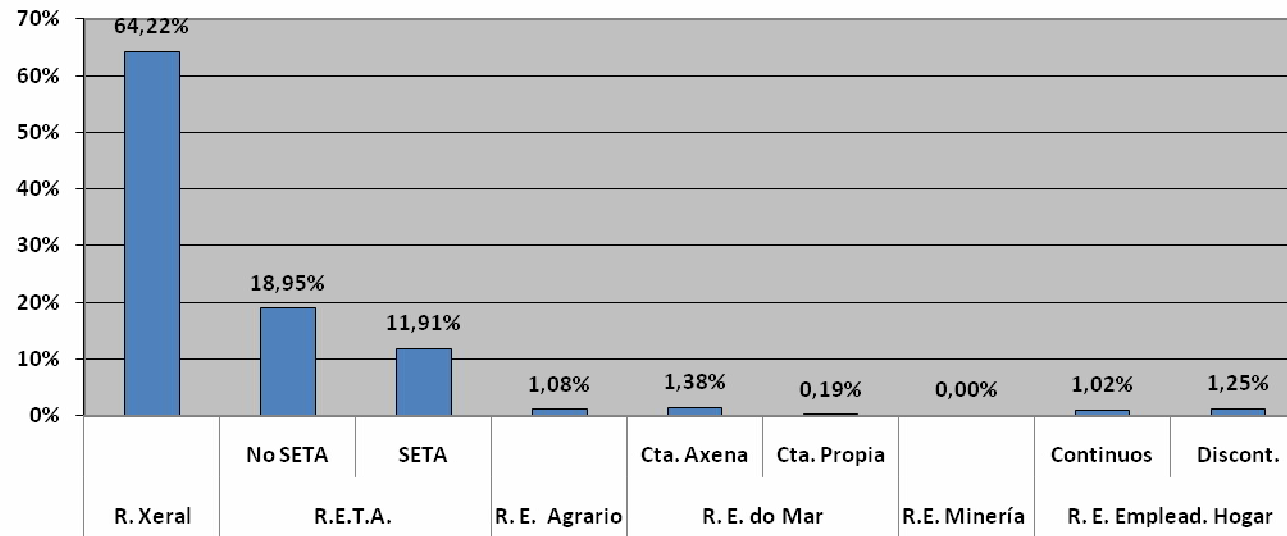 70%
64,22%
60%
50%
40%
30%
18,95%
20%
11,91%
10%
1,08%
1,38%
0,19%
0,00%
1,02%
1,25%
0%
No SETA
SETA
Cta. Axena
Cta. Propia
Continuos
Discont.
R. Xeral
R.E.T.A.
R. E. Agrario
R. E. do Mar
R.E. Minería
R. E. Emplead. Hogar